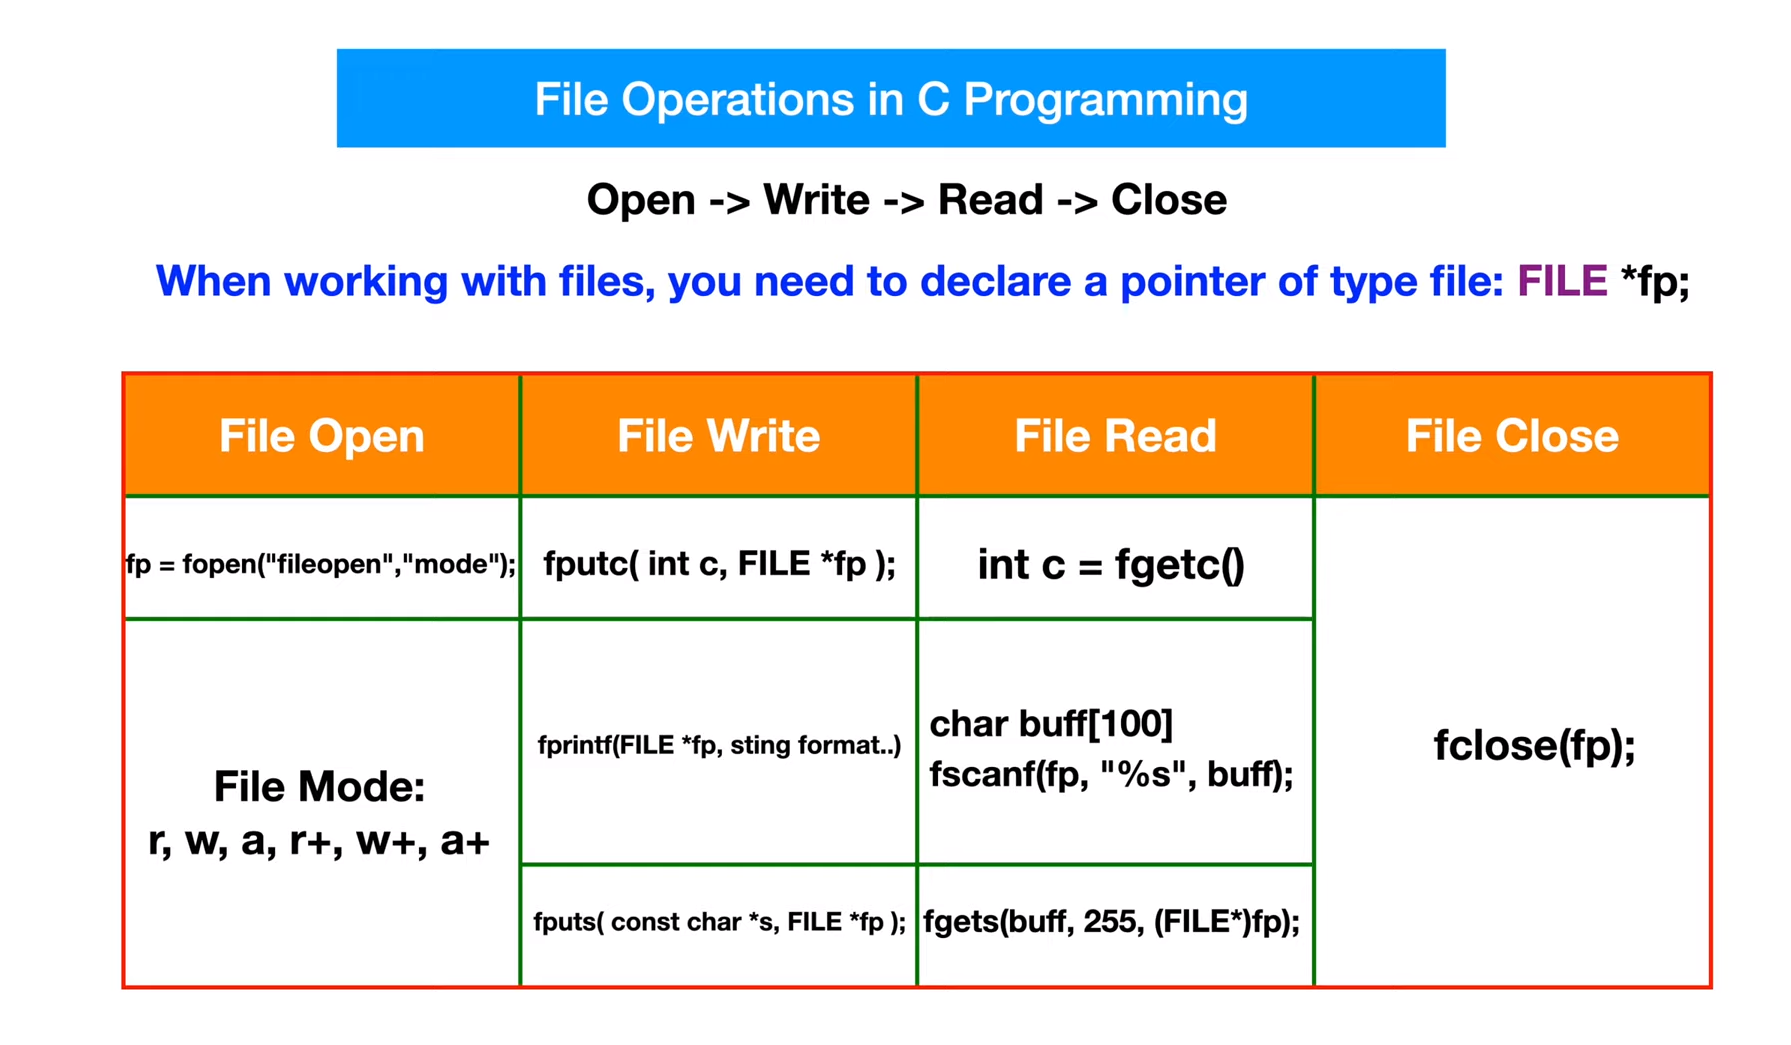 File Operations in C Programming
Open -> Write -> Read -> Close
When working with files, you need to declare a pointer of type file: FILE *fp;
File Open
File Write
File Read
File Close
fp = fopen("fileopen","mode");
fputc( int c, FILE *fp );
int c = fgetc()
File Mode:
r, w, a, r+, w+, a+
fprintf(FILE *fp, sting format..)
char buff[100]
fscanf(fp, "%s", buff);
fclose(fp);
fputs( const char *s, FILE *fp );
fgets(buff, 255, (FILE*)fp);